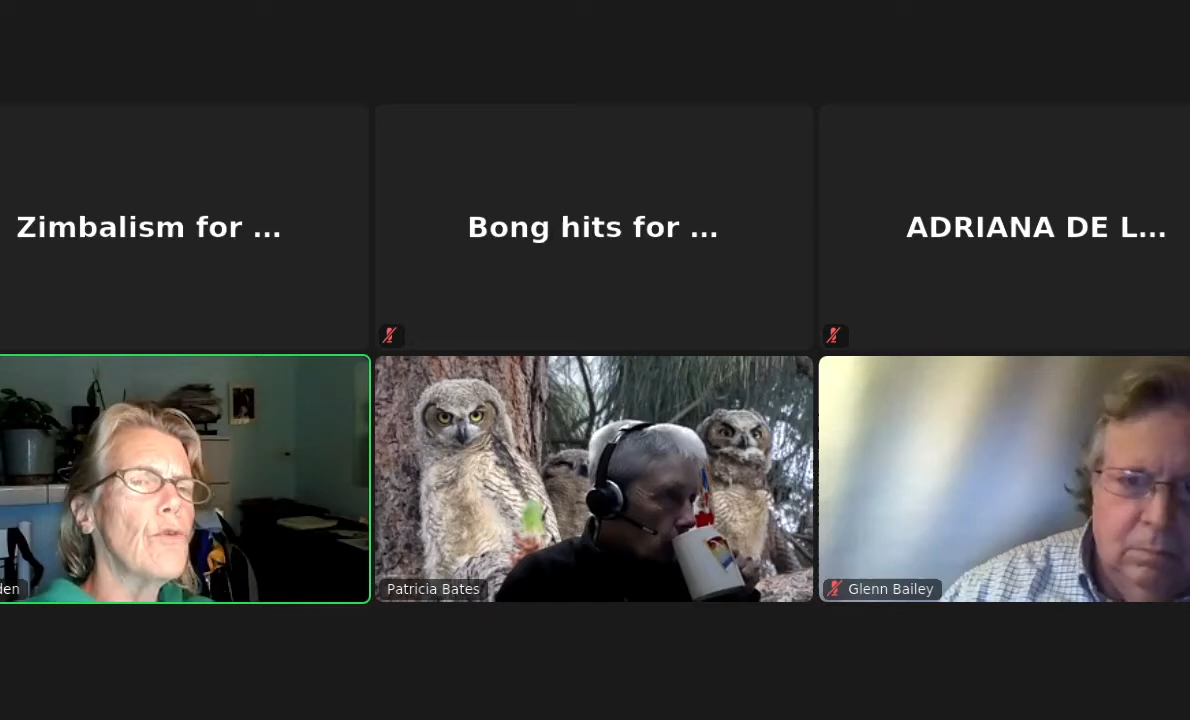 Zimbalism for ...
Bong hits for ...
ADRIANA DE L...
den
Patricia Bates
Glenn Bailey